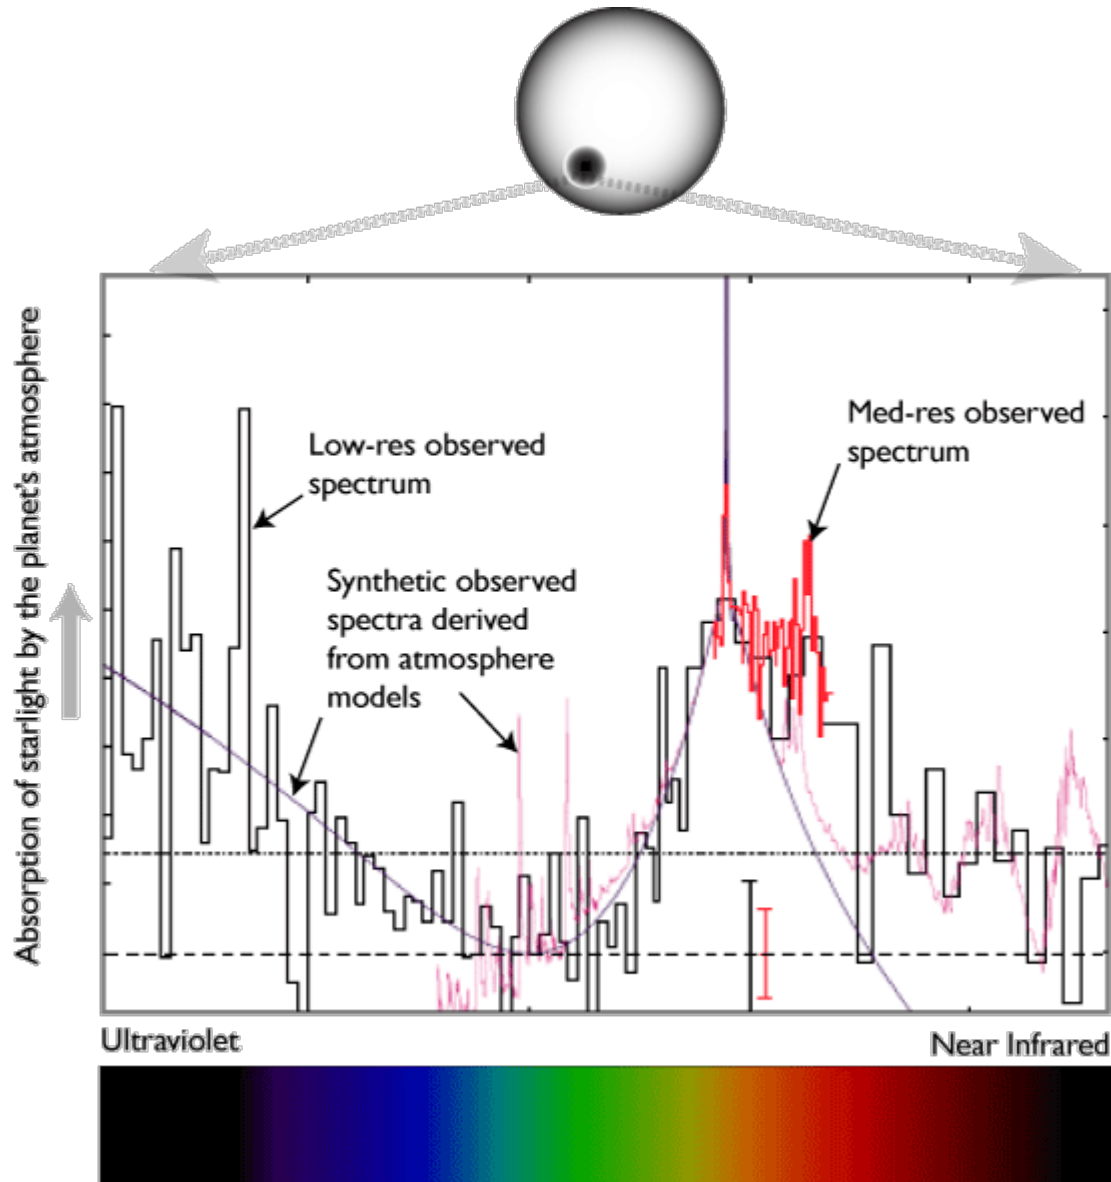 Absorption of starlight by the planet's atmosphere
Low-res observed
spectrum
Med-res observed
spectrum
Synthetic observed
spectra derived
from atmosphere
models
Ultraviolet
Near Infrared